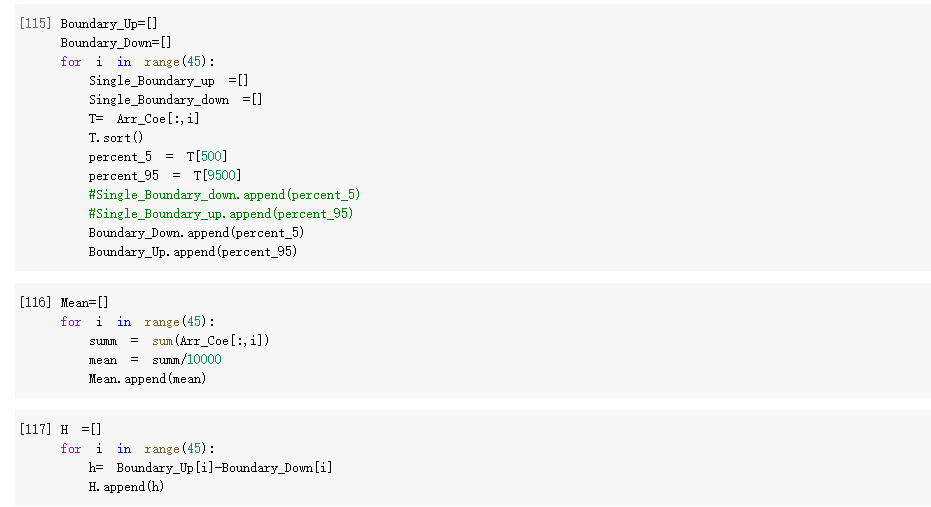 [115] Boundary_Up=[]
Boundary_Down=[]
for i in range(45):
Single_Boundary_up =[]
Single_Boundary_down =[]
T= Arr_Coe[:,i]
T.sort()
percent_5 = T[500]
percent_95 = T[9500]
#Single_Boundary_down.append(percent_5)
#Single_Boundary_up.append(percent_95)
Boundary_Down.append(percent_5)
Boundary_Up.append(percent_95)
[116] Mean=[]
for i in range(45):
summ = sum(Arr_Coe[:,i])
mean = summ/10000
Mean.append(mean)
[117] H =[]
for i in range(45):
h= Boundary_Up[i]-Boundary_Down[i]
H.append(h)